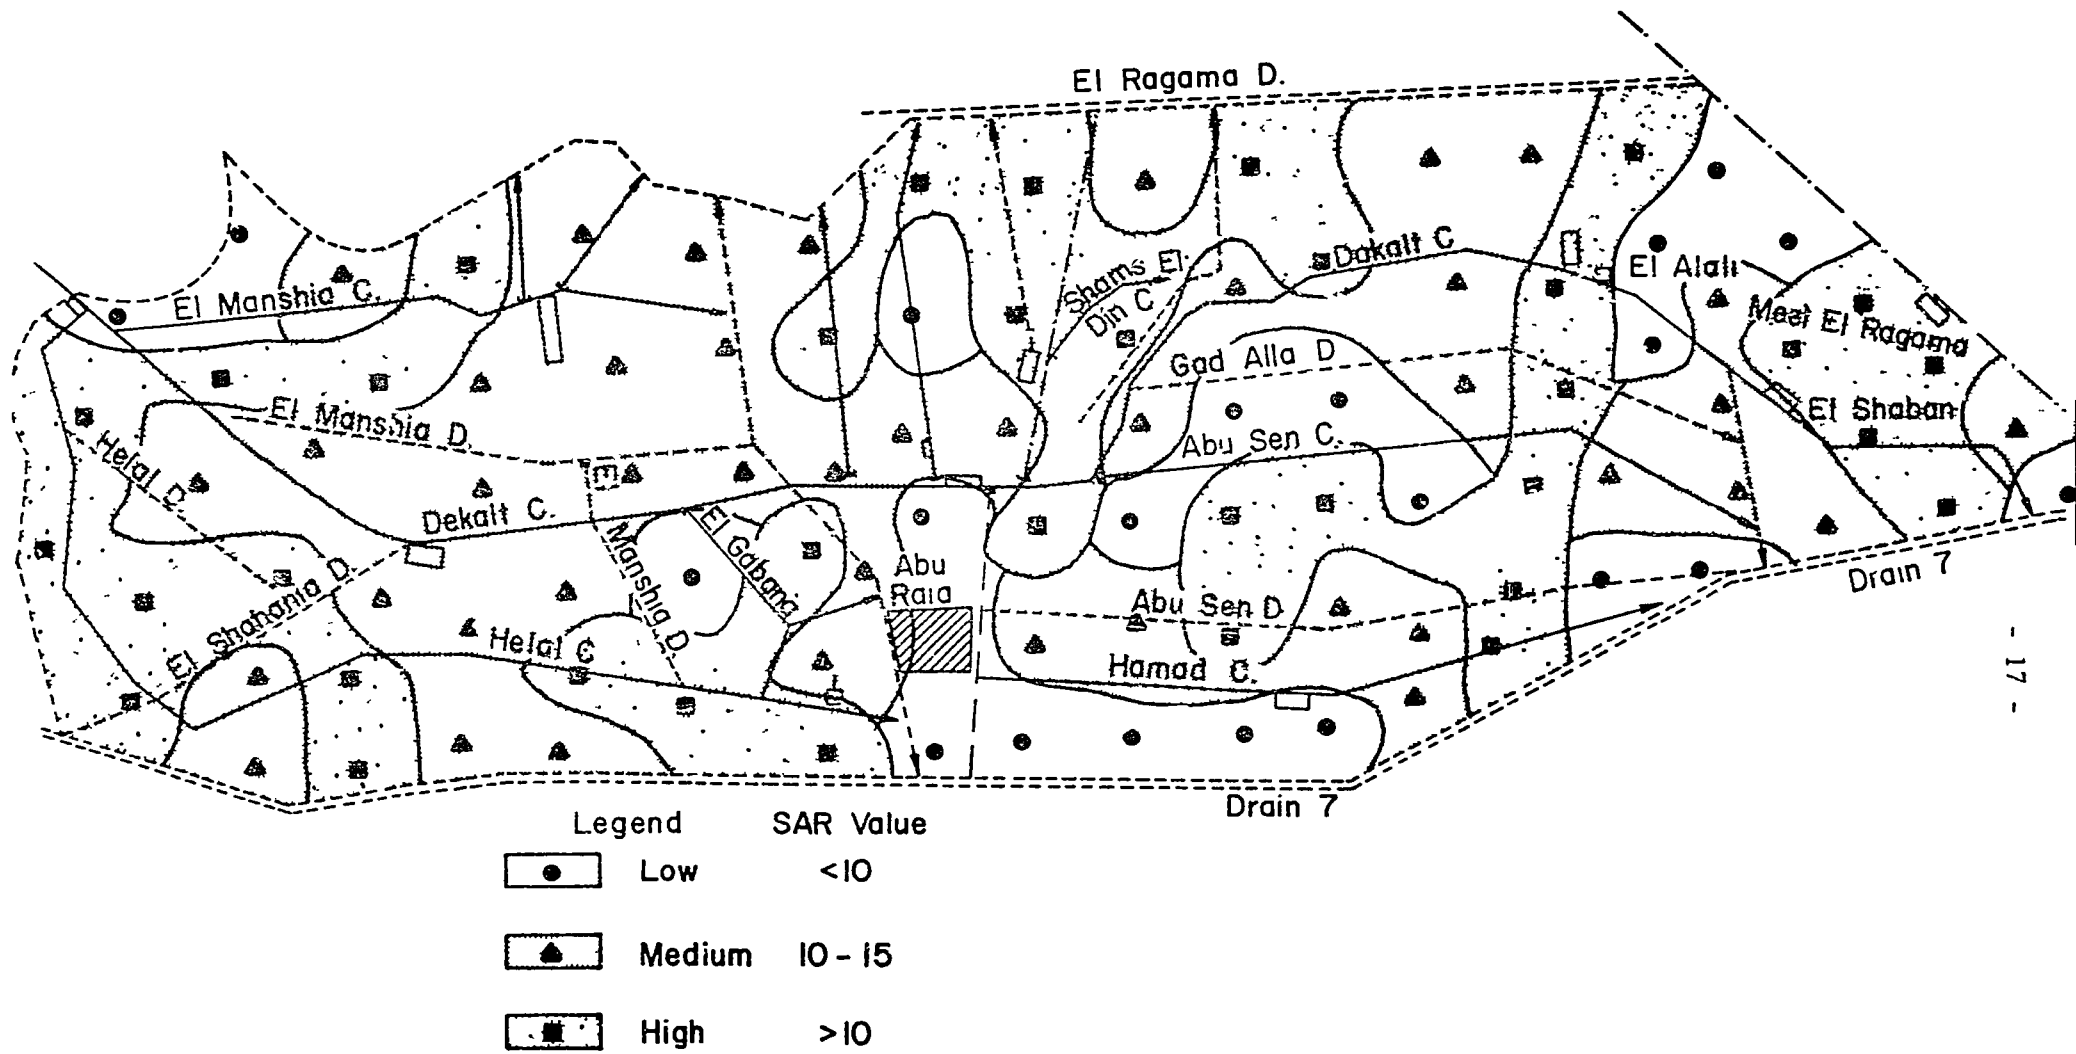 El Ragama D.
Dakalt C
El Alali
Shams El
Din C
El Manshia C.
Meet El Ragama
Gad Alla D
El Shaban
El Manshia D.
Abu Sen C.
Helal D.
Dekalt C.
El Gabana
Manshia D.
Abu
Raia
El Shahania D.
Abu Sen D
Helal C
Hamad C.
Drain 7
- 17 -
Drain 7
Legend SAR Value
Low <10
Medium 10-15
High >10